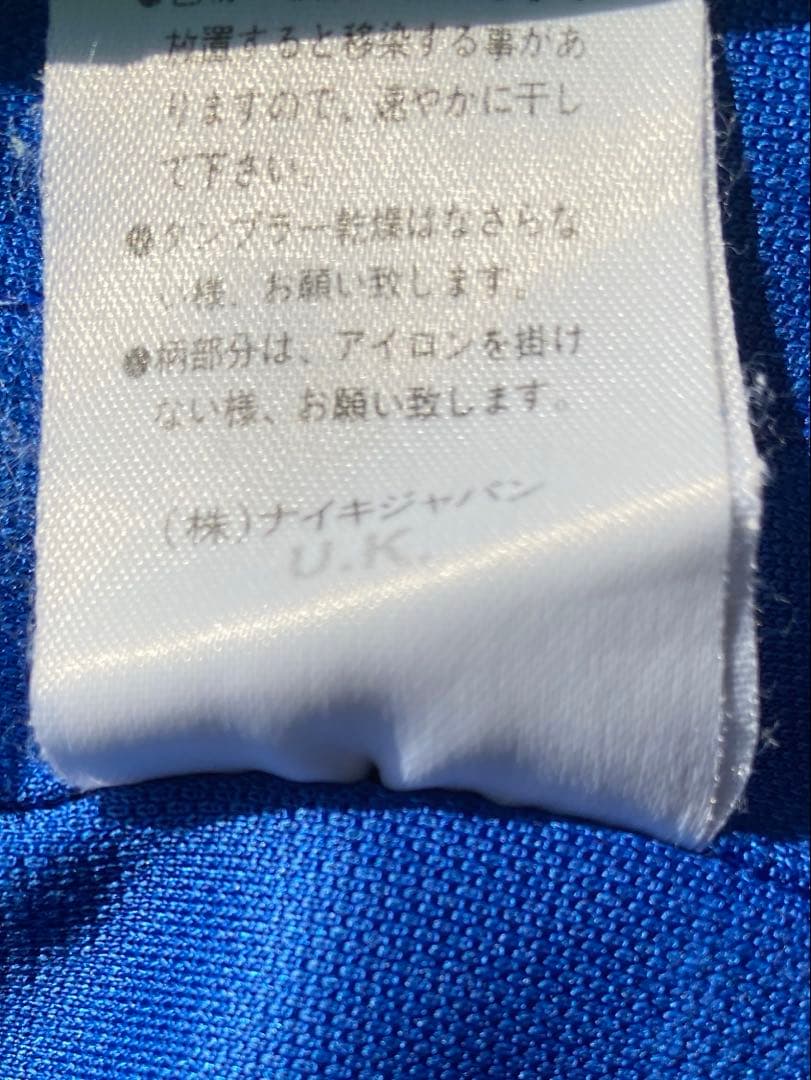 放置すると移染する事があ
りますので、速やかに干し
て下さい。
●タンブラー乾燥はなさらな
い様、お願い致します。
●柄部分は、アイロンを掛け
ない様、お願い致します。
(株)ナイキジャパン
U.K.